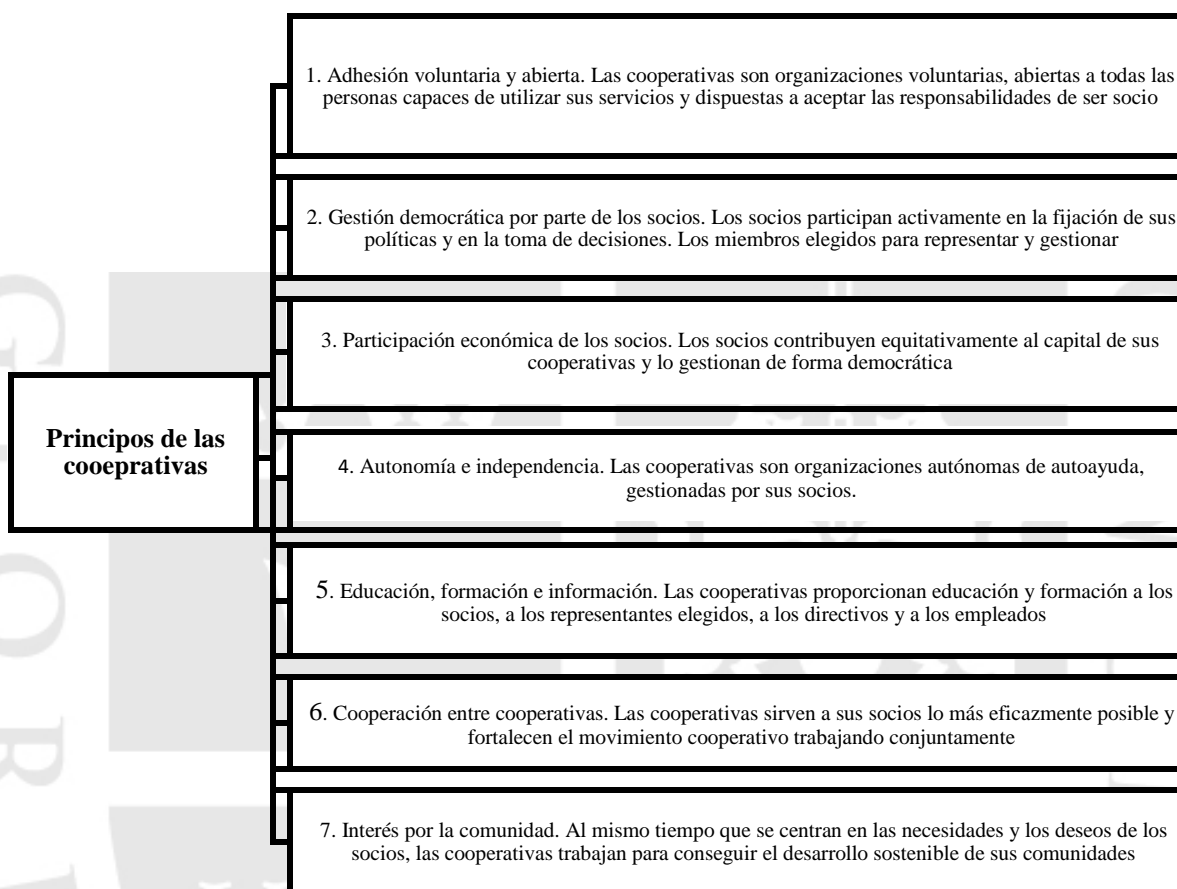 1. Adhesión voluntaria y abierta. Las cooperativas son organizaciones voluntarias, abiertas a todas las
personas capaces de utilizar sus servicios y dispuestas a aceptar las responsabilidades de ser socio
2. Gestión democrática por parte de los socios. Los socios participan activamente en la fijación de sus
políticas y en la toma de decisiones. Los miembros elegidos para representar y gestionar
3. Participación económica de los socios. Los socios contribuyen equitativamente al capital de sus
cooperativas y lo gestionan de forma democrática
Principos de las
cooeprativas
4. Autonomía e independencia. Las cooperativas son organizaciones autónomas de autoayuda,
gestionadas por sus socios.
5. Educación, formación e información. Las cooperativas proporcionan educación y formación a los
socios, a los representantes elegidos, a los directivos y a los empleados
6. Cooperación entre cooperativas. Las cooperativas sirven a sus socios lo más eficazmente posible y
fortalecen el movimiento cooperativo trabajando conjuntamente
7. Interés por la comunidad. Al mismo tiempo que se centran en las necesidades y los deseos de los
socios, las cooperativas trabajan para conseguir el desarrollo sostenible de sus comunidades